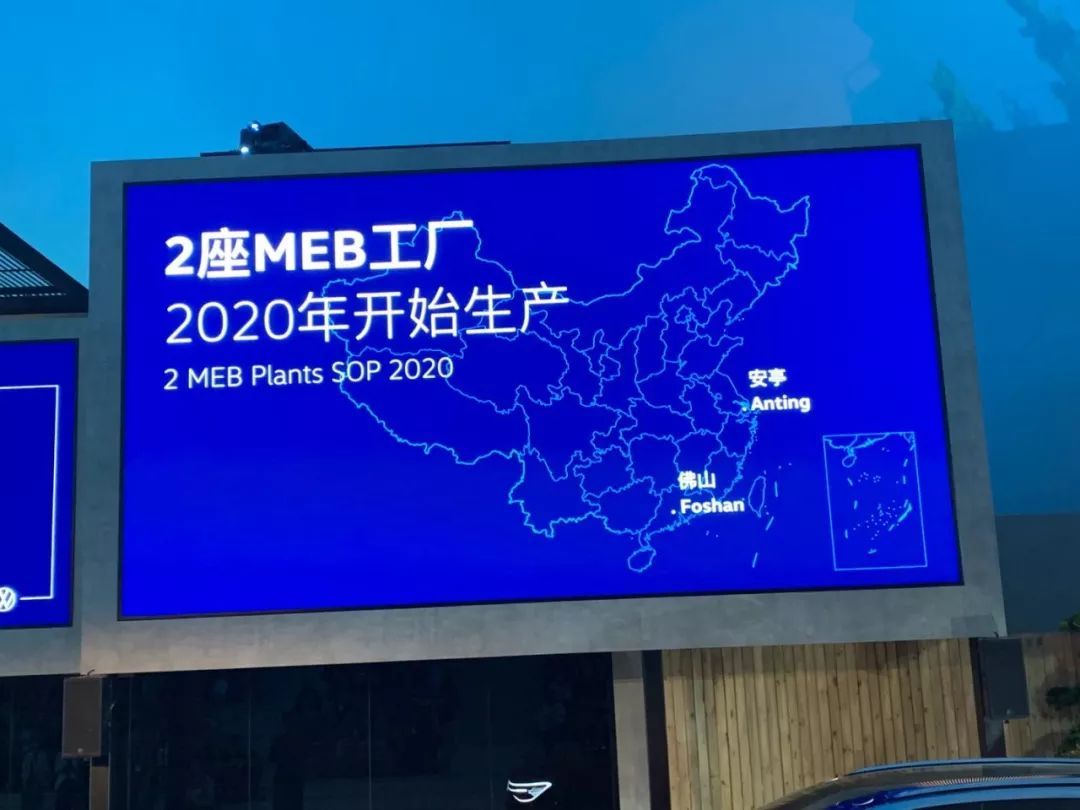 2座MEB工厂
2020年开始生产
2 MEB Plants SOP 2020
安亭
Anting
佛山
Foshan